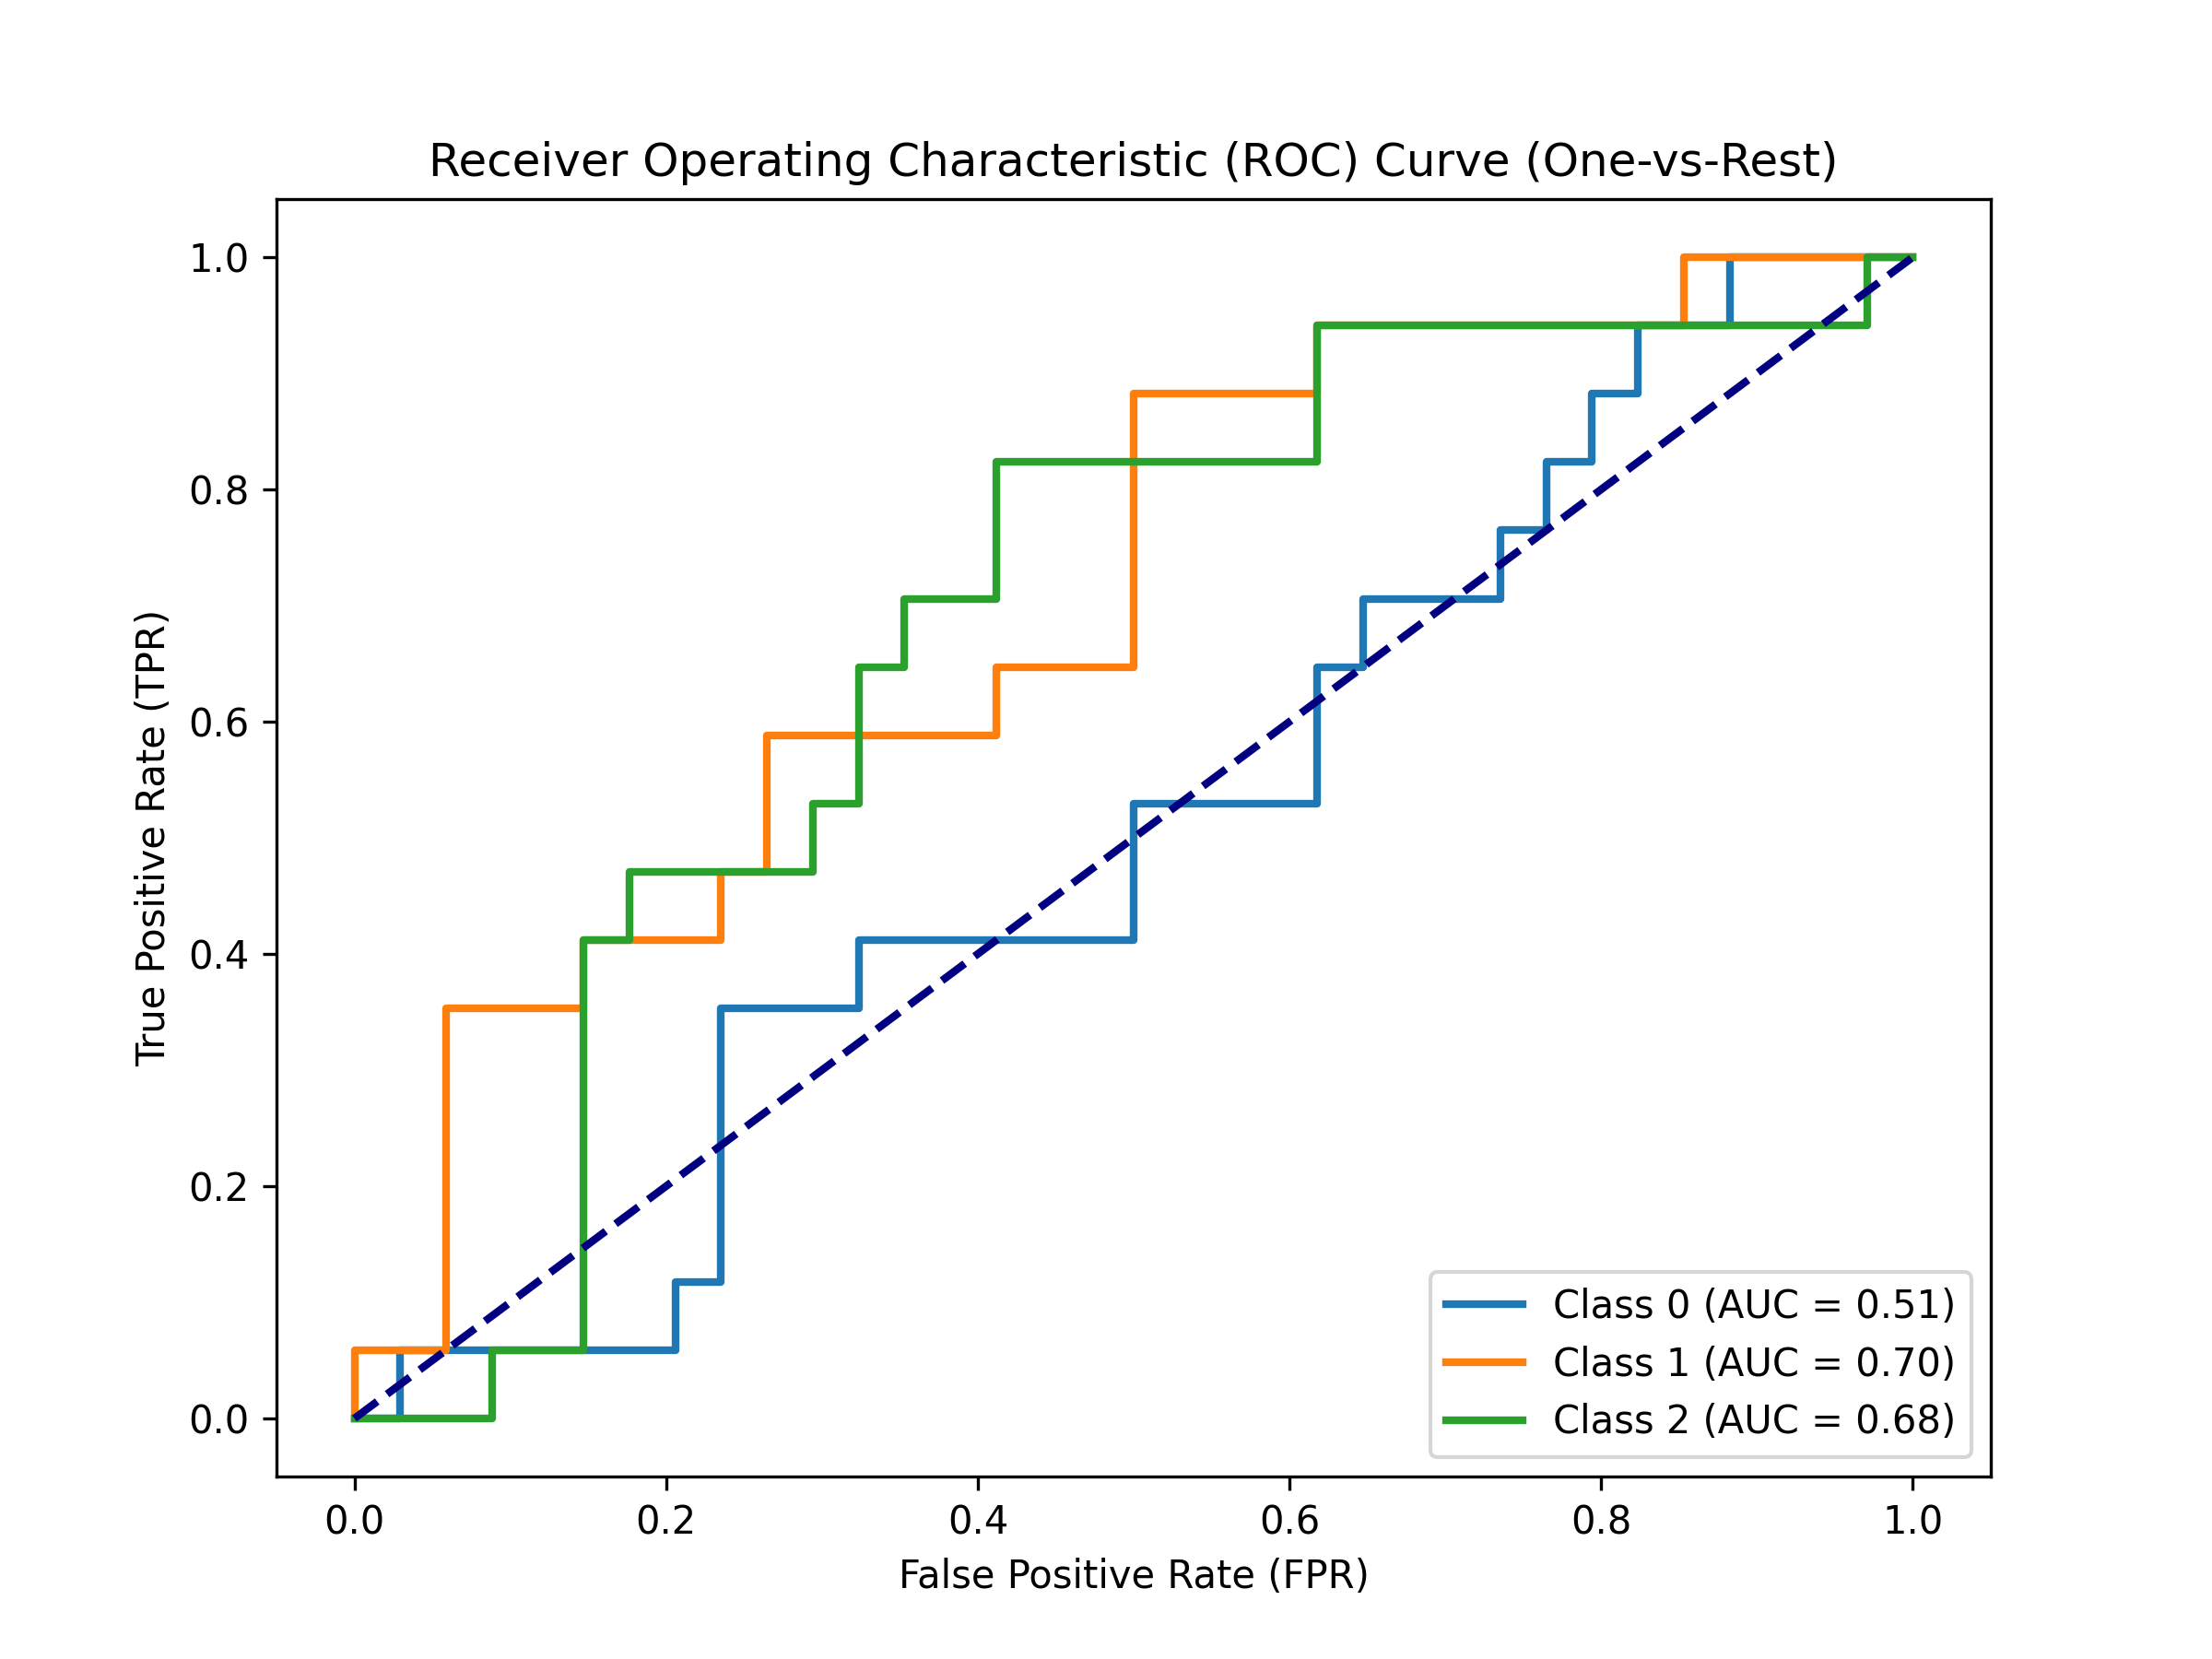 Receiver Operating Characteristic (ROC) Curve (One-vs-Rest)
True Positive Rate (TPR)
1.0
0.8
0.6
0.4
0.2
0.0
Class 0 (AUC = 0.51)
Class 1 (AUC = 0.70)
Class 2 (AUC = 0.68)
0.0 0.2 0.4 0.6 0.8 1.0
False Positive Rate (FPR)